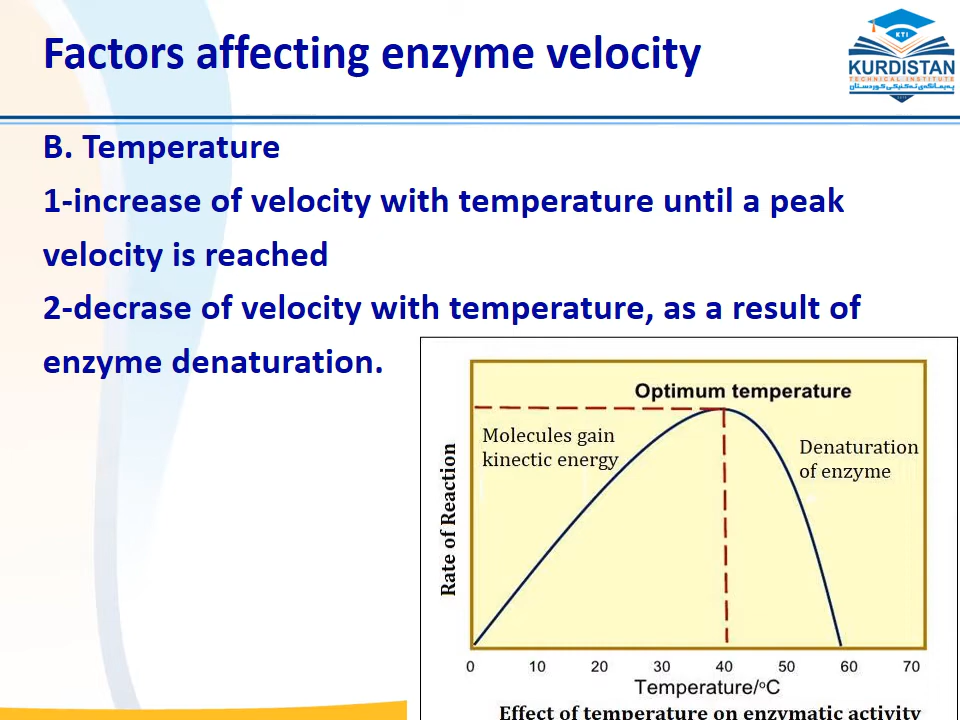 Factors affecting enzyme velocity
KTI
KURDISTAN
TECHNICAL INSTITUTE
پەیمانگەی تەکنیکی کوردستان
B. Temperature
1-increase of velocity with temperature until a peak
velocity is reached
2-decrase of velocity with temperature, as a result of
enzyme denaturation.
Optimum temperature
Molecules gain
kinectic energy
Denaturation
of enzyme
Rate of Reaction
0 10 20 30 40 50 60 70
Temperature/°C
Effect of temperature on enzymatic activity